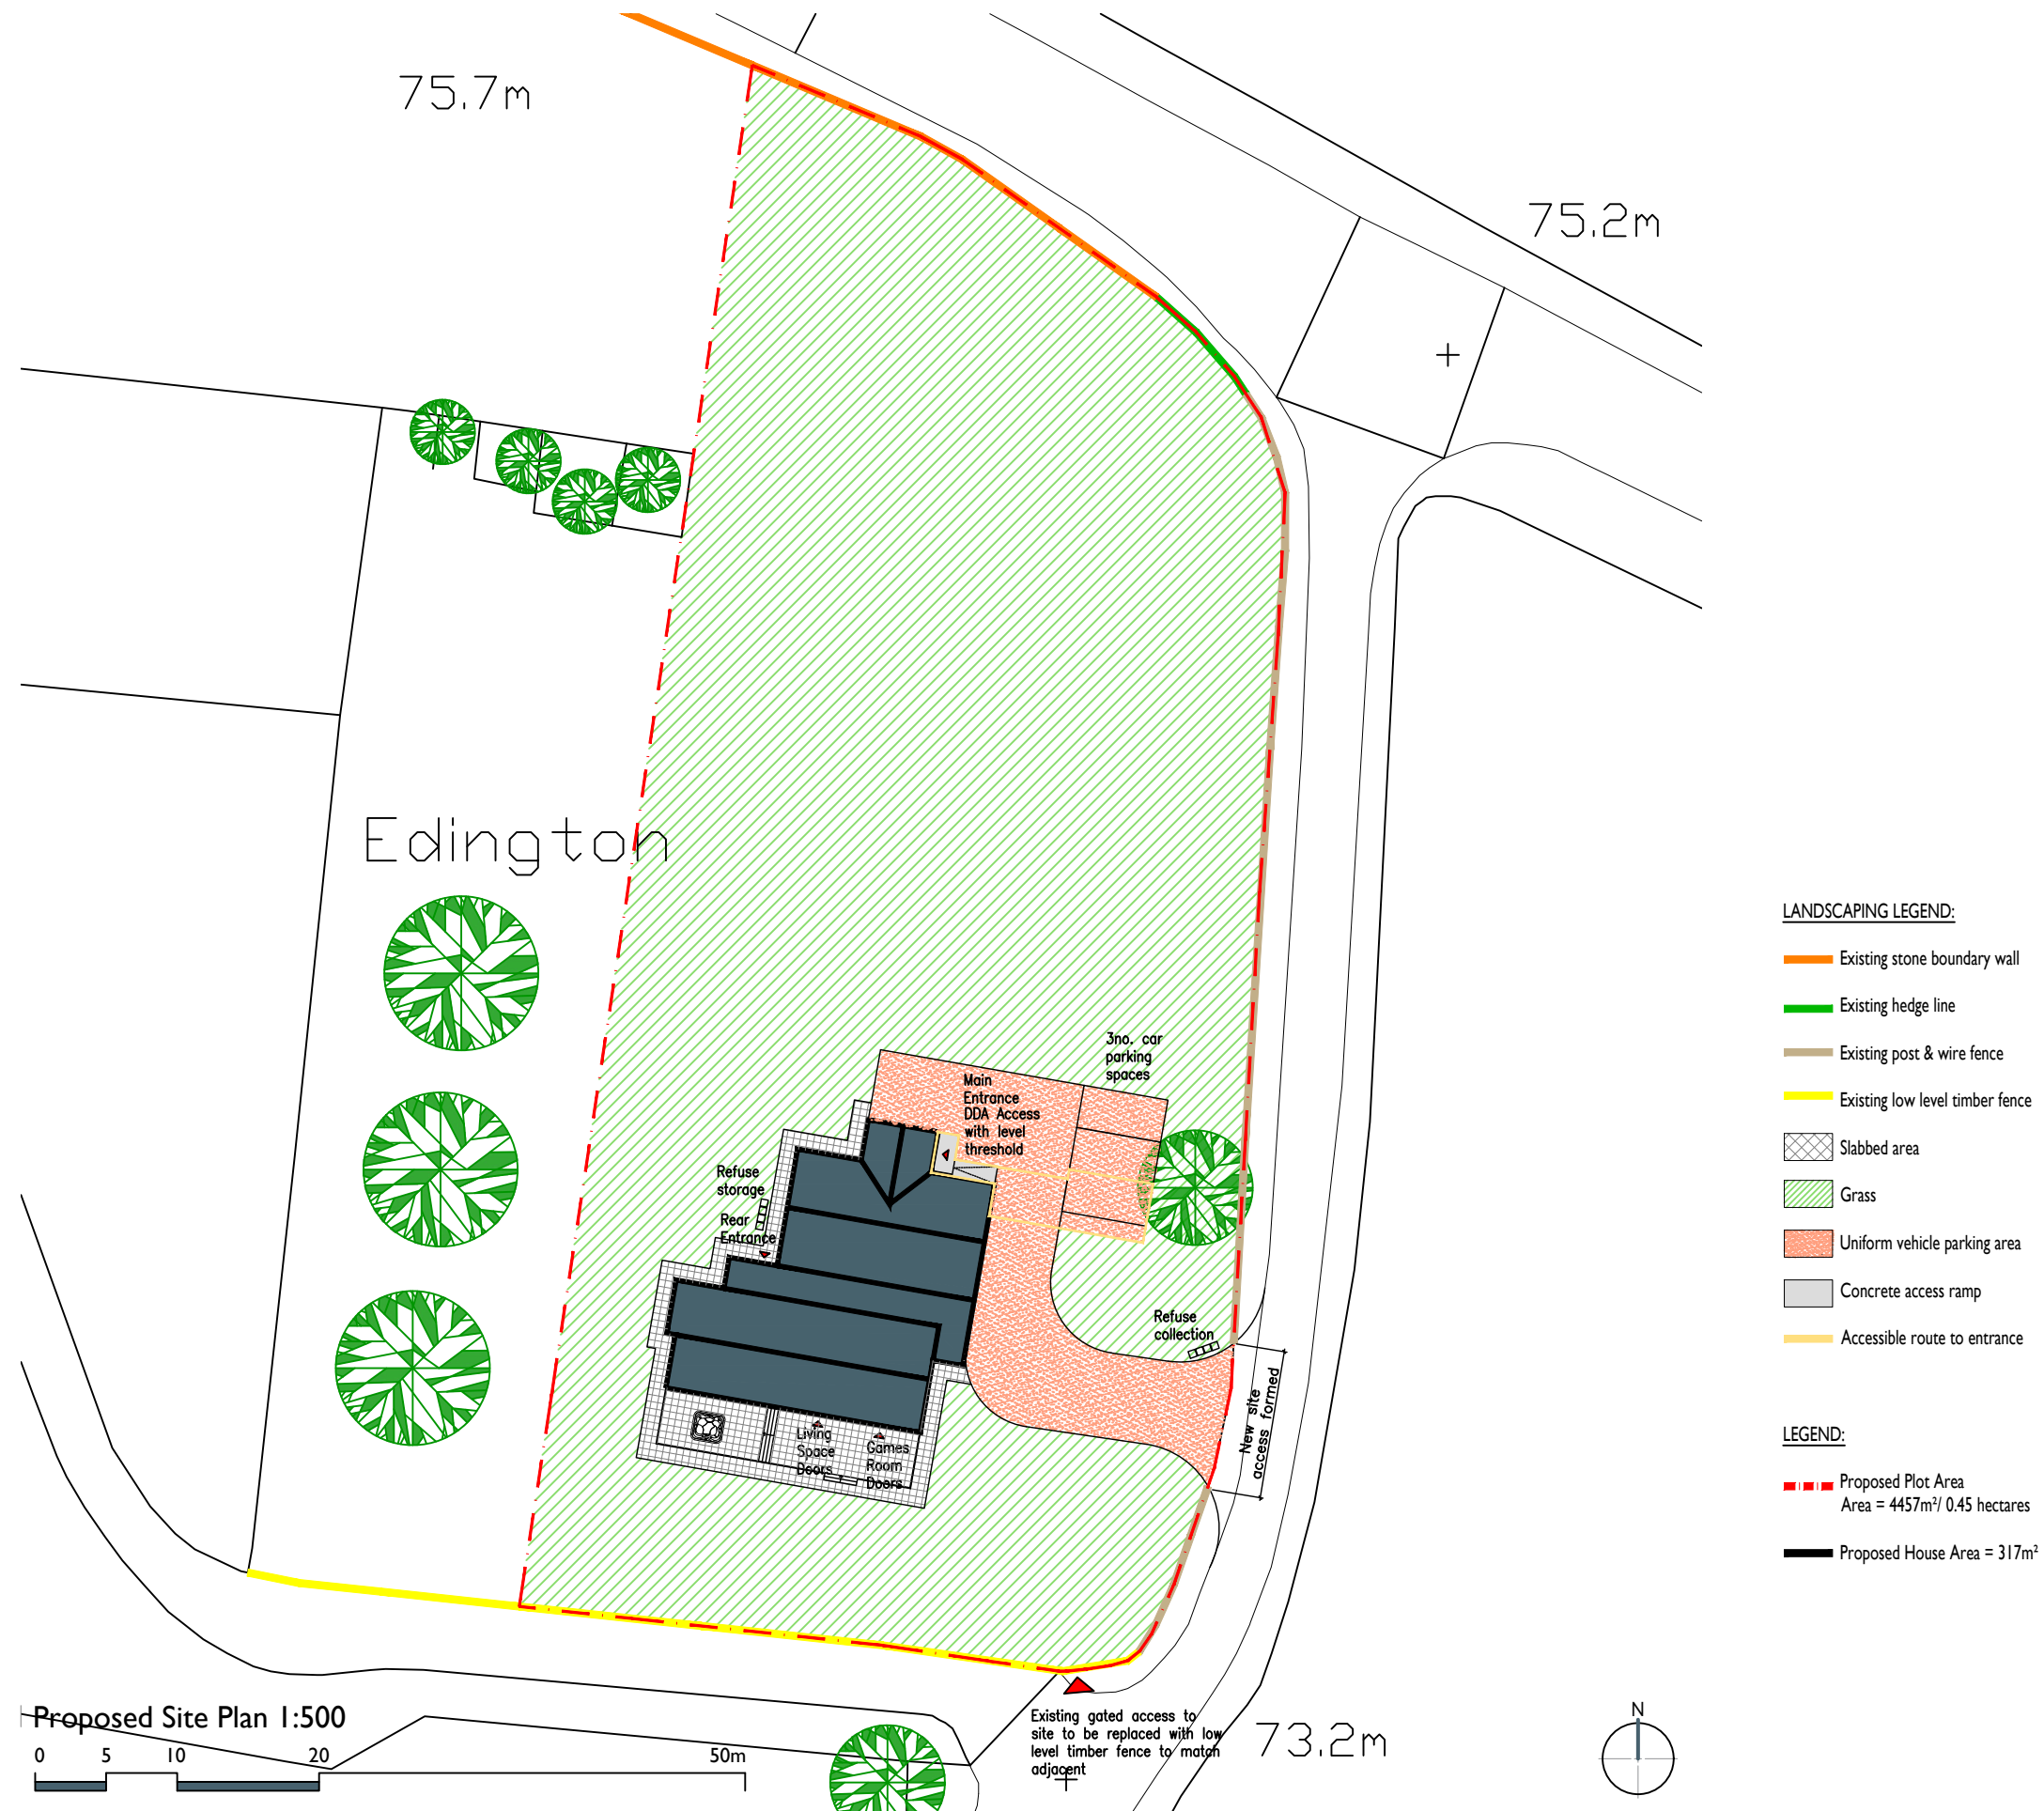 75.7m
75.2m
Edington
3no. car
parking
spaces
Main
Entrance
DDA Access
with level
threshold
Refuse
storage
Rear
Entrance
Refuse
collection
New site
access formed
Living
Space
Doors
Games
Room
Doors
LANDSCAPING LEGEND:
Existing stone boundary wall
Existing hedge line
Existing post & wire fence
Existing low level timber fence
Slabbed area
Grass
Uniform vehicle parking area
Concrete access ramp
Accessible route to entrance
LEGEND:
Proposed Plot Area
Area = 4457m²/ 0.45 hectares
Proposed House Area = 317m²
Proposed Site Plan 1:500
0 5 10 20 50m
Existing gated access to
site to be replaced with low
level timber fence to match
adjacent
73.2m
N